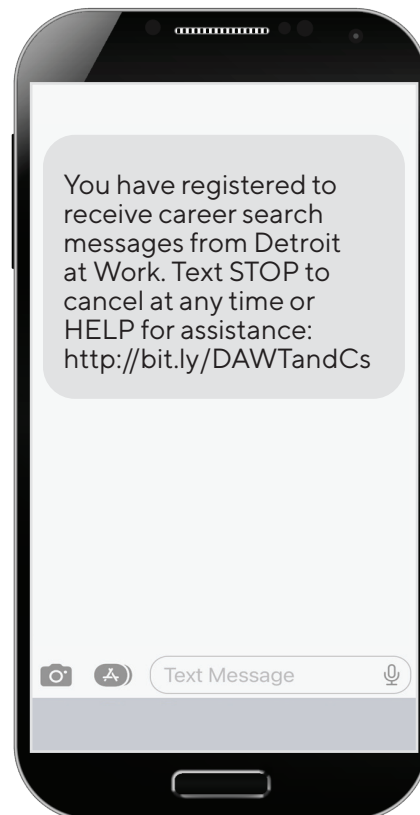 You have registered to
receive career search
messages from Detroit
at Work. Text STOP to
cancel at any time or
HELP for assistance:
http://bit.ly/DAWTandCs
Text Message